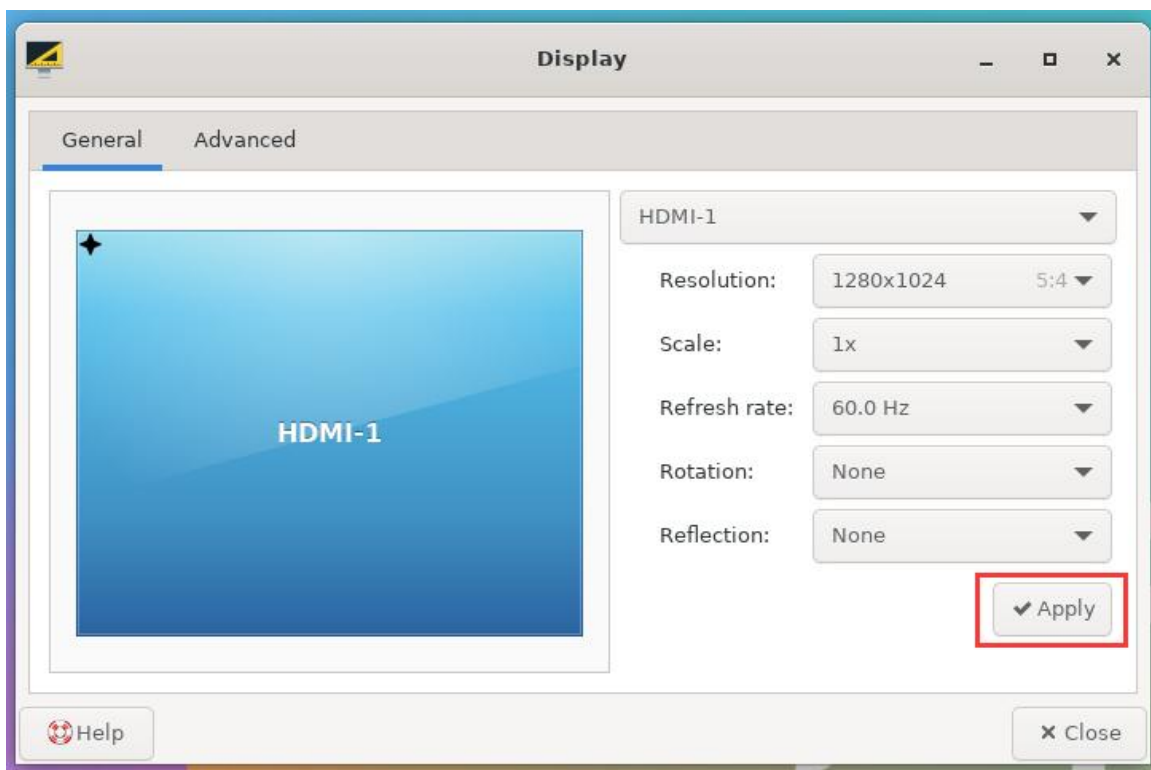 Display
General Advanced
HDMI-1
HDMI-1
Resolution: 1280x1024 5:4
Scale: 1x
Refresh rate: 60.0 Hz
Rotation: None
Reflection: None
Apply
Help Close